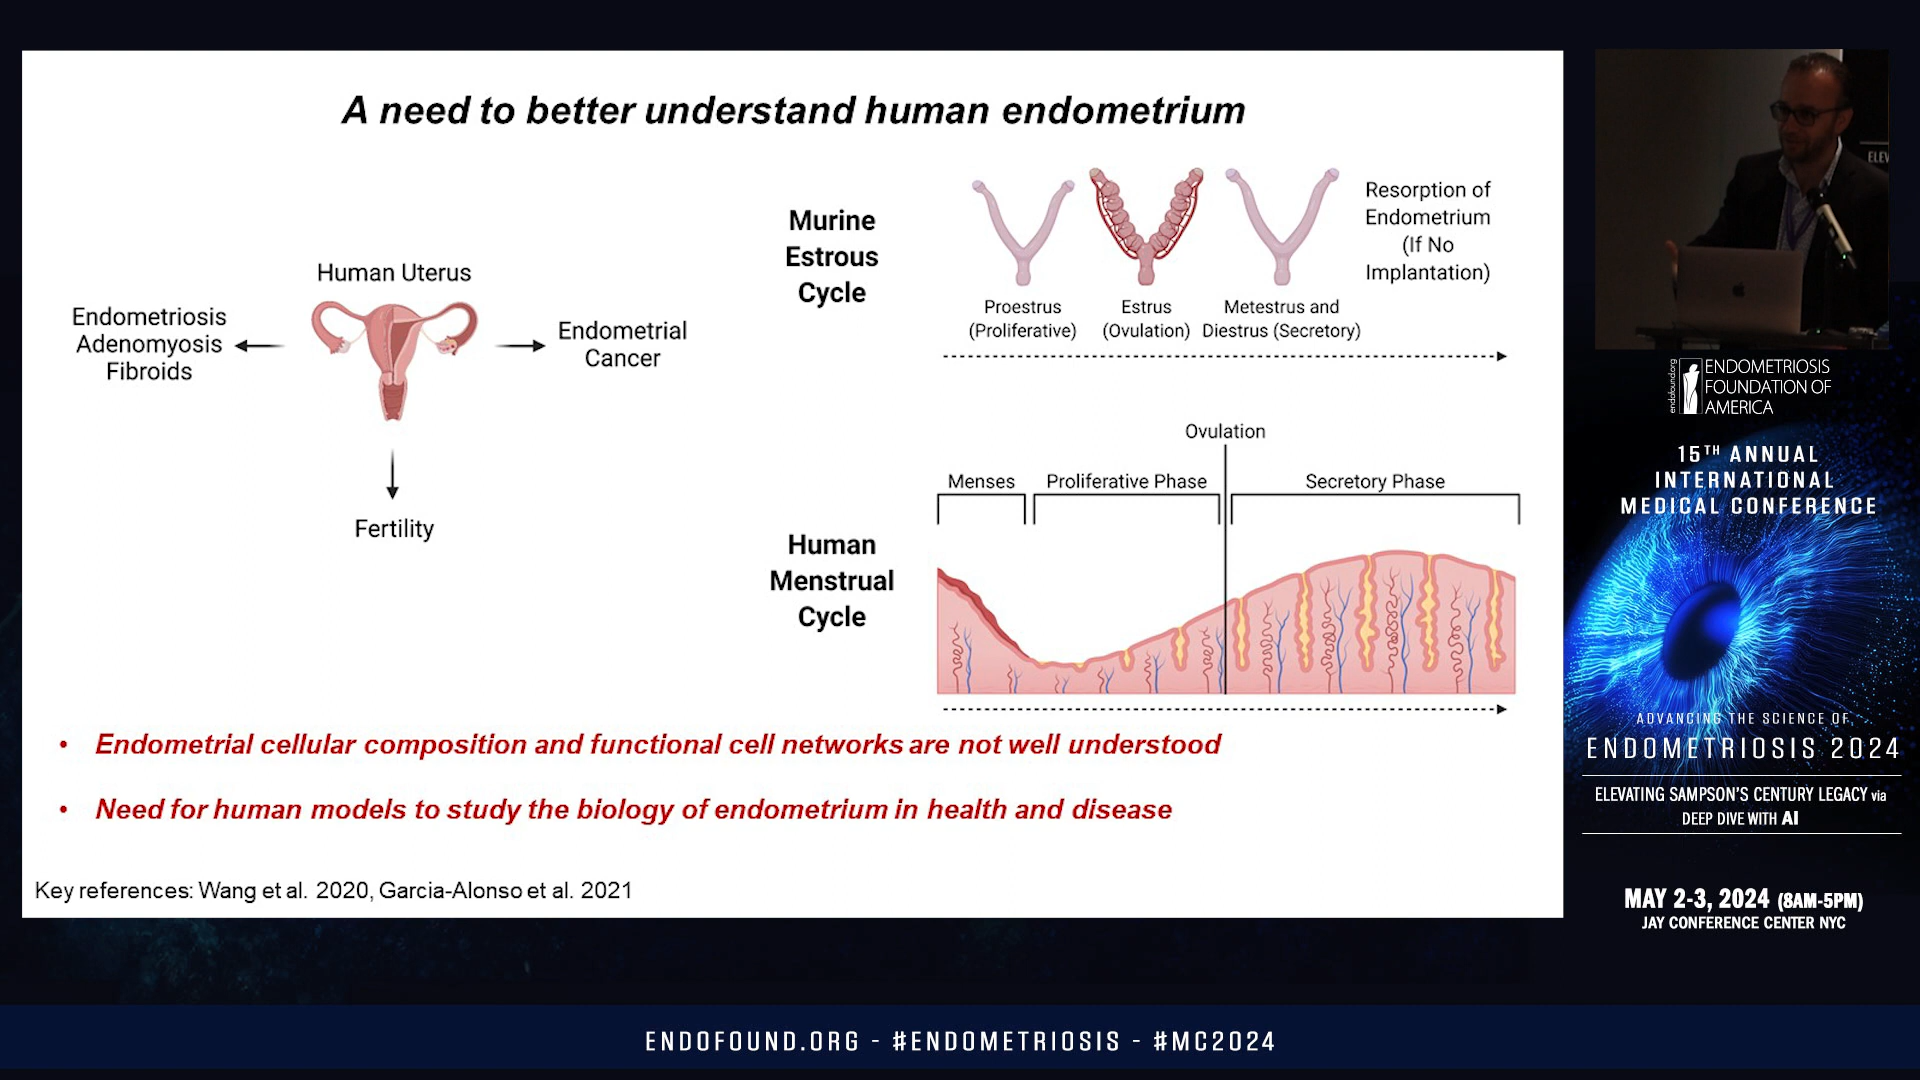 A need to better understand human endometrium
Human Uterus
Endometriosis
Adenomyosis
Fibroids
Endometrial
Cancer
Fertility
Murine
Estrous
Cycle
Proestrus
(Proliferative)
Estrus
(Ovulation)
Metestrus and
Diestrus (Secretory)
Resorption of
Endometrium
(If No
Implantation)
Human
Menstrual
Cycle
Ovulation
Menses
Proliferative Phase
Secretory Phase
• Endometrial cellular composition and functional cell networks are not well understood
• Need for human models to study the biology of endometrium in health and disease
Key references: Wang et al. 2020, Garcia-Alonso et al. 2021
ELEV
endofound.org
ENDOMETRIOSIS
FOUNDATION OF
AMERICA
15TH ANNUAL
INTERNATIONAL
MEDICAL CONFERENCE
ADVANCING THE SCIENCE OF
ENDOMETRIOSIS 2024
ELEVATING SAMPSON'S CENTURY LEGACY via
DEEP DIVE WITH AI
MAY 2-3, 2024 (8AM-5PM)
JAY CONFERENCE CENTER NYC
ENDOFOUND.ORG - #ENDOMETRIOSIS - #MC2024